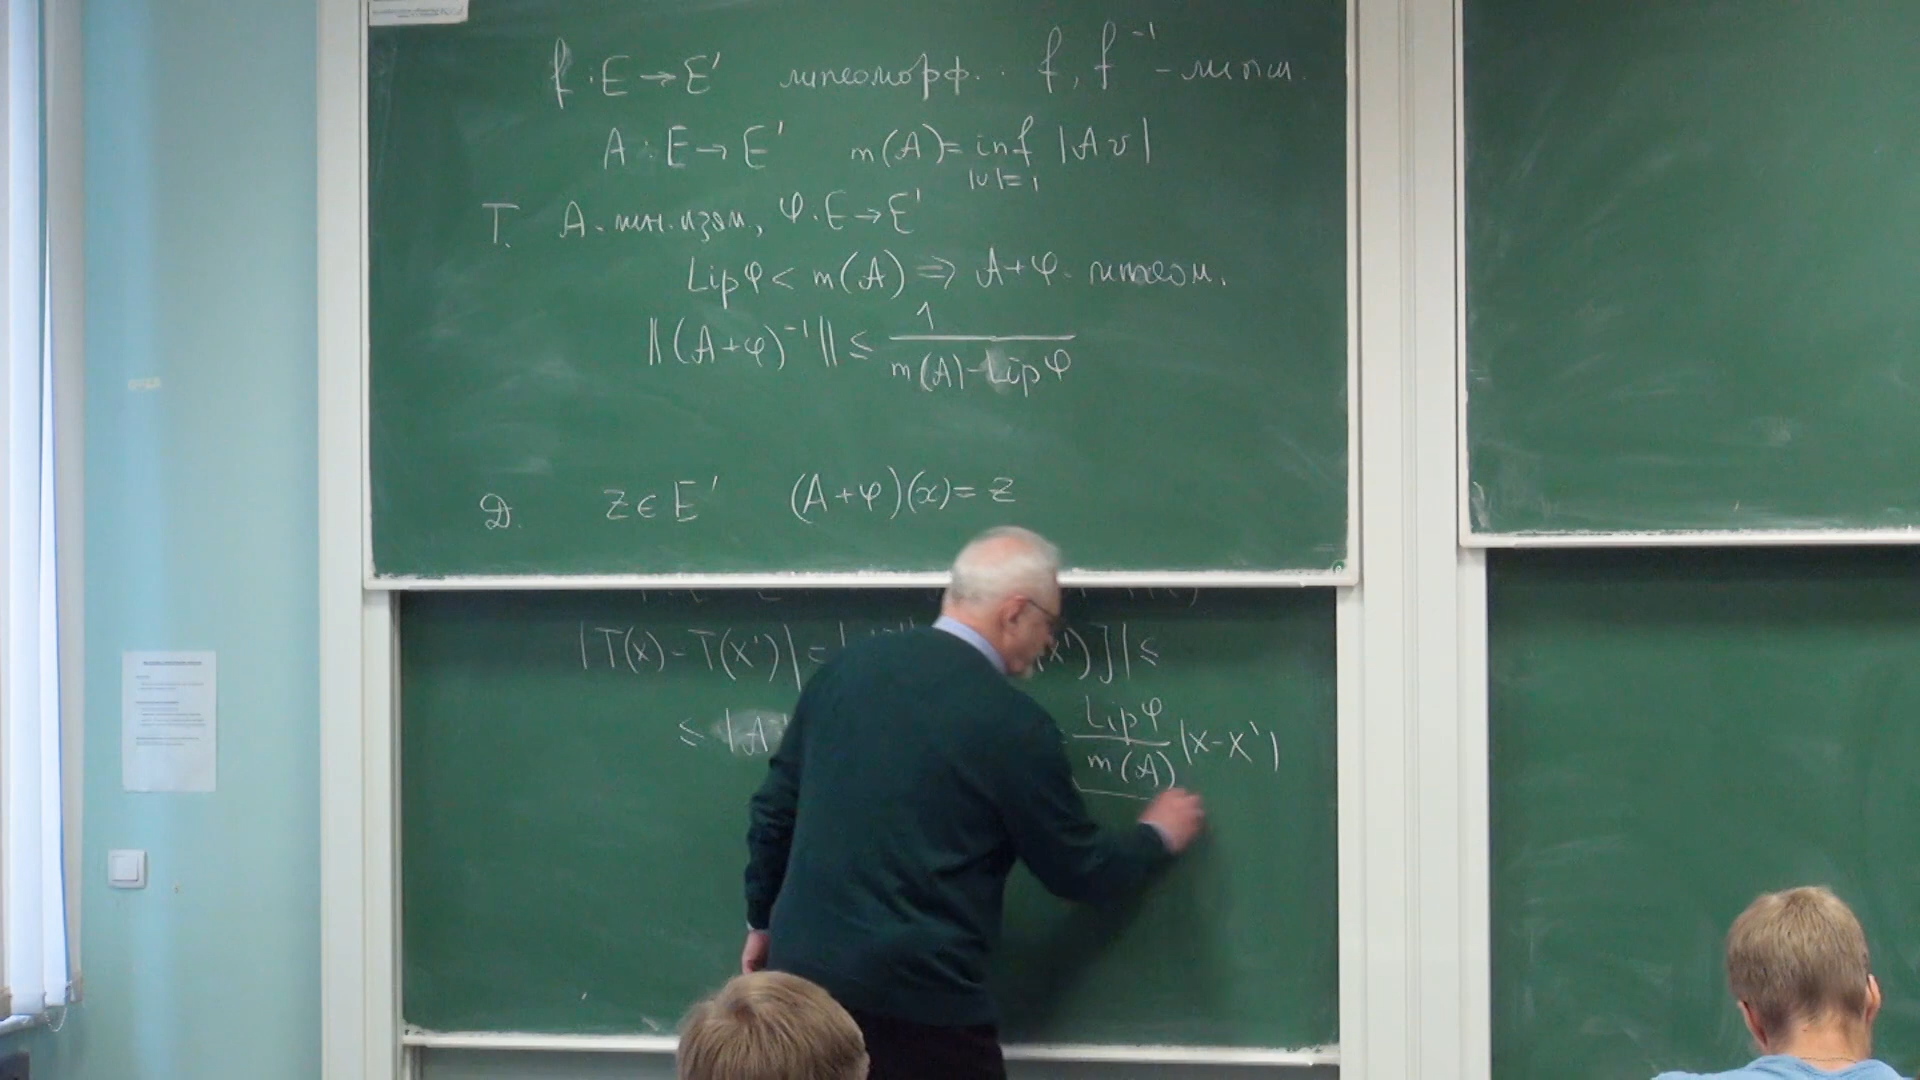 f : E → E' липеоморф. : f, f⁻¹ - липш.
A : E → E' m(A) = inf |Av|
|v|=1
T. A - лин. изом, φ : E → E'
Lip φ < m(A) ⇒ A+φ - липеом.
‖(A+φ)⁻¹‖ ≤ 1 / (m(A) - Lip φ)
Д. z ∈ E' (A+φ)(x) = z
|T(x) - T(x')| = x')]| ≤
≤ |A Lip φ / m(A) |x-x'|